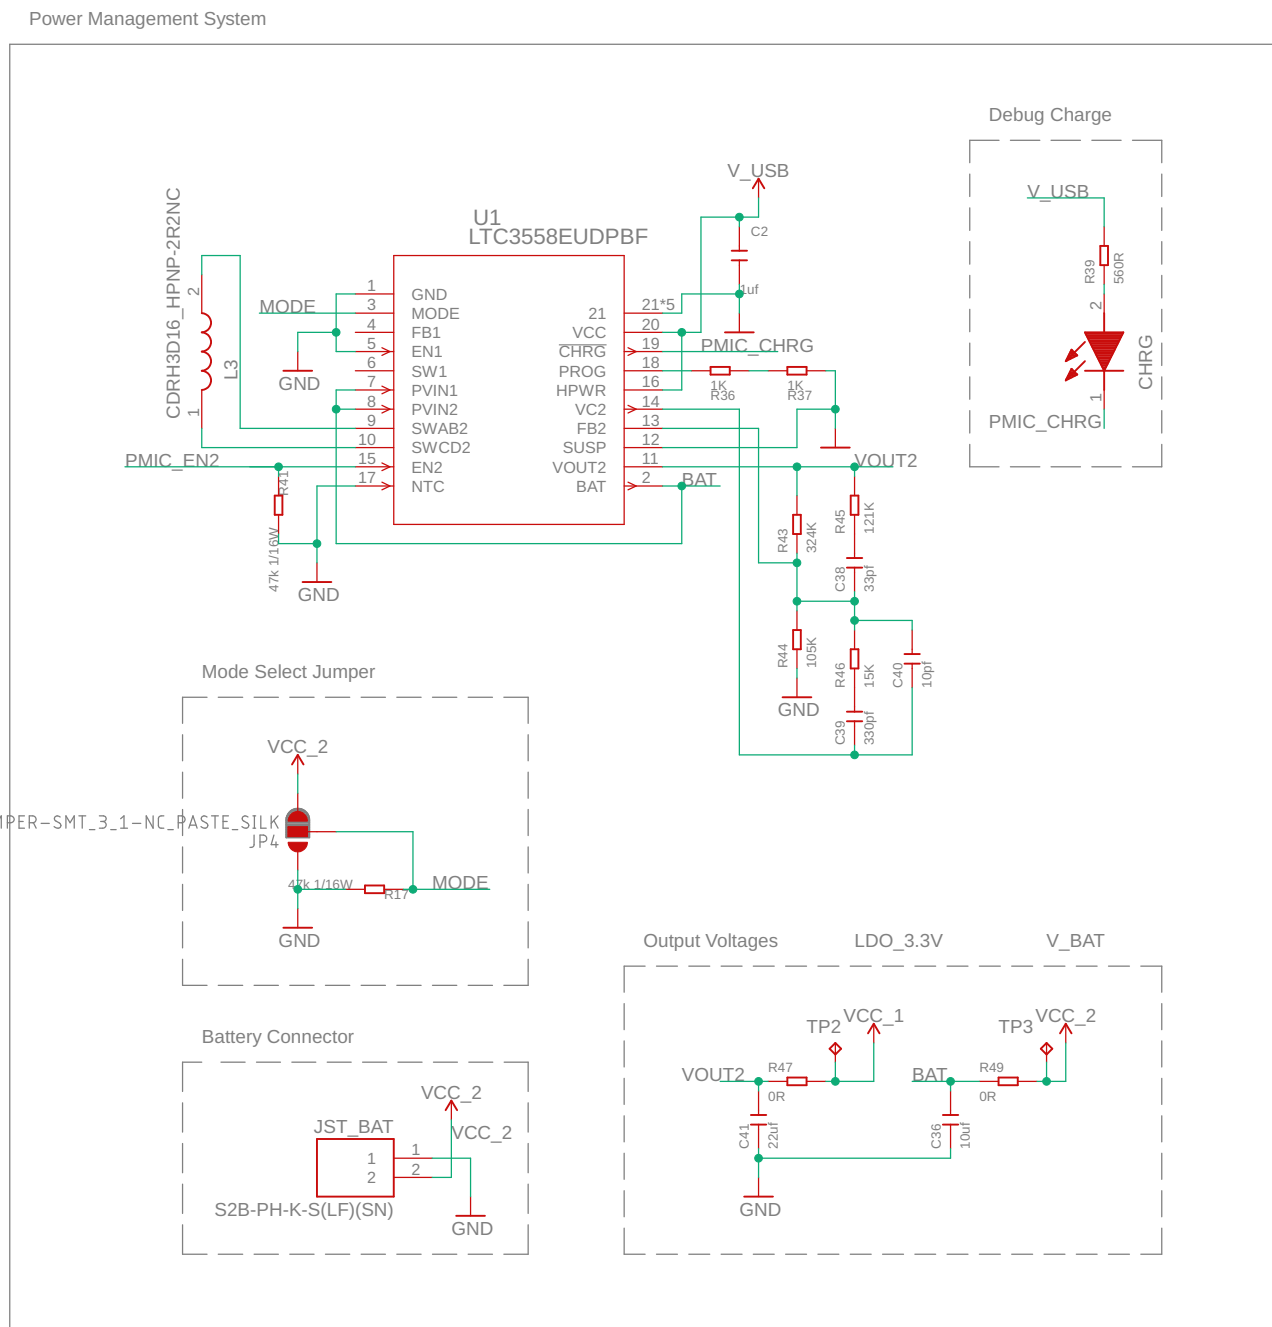 Power Management System
Debug Charge
V_USB
R39
560R
2
1
CHRG
PMIC_CHRG
V_USB
C2
1uf
U1
LTC3558EUDPBF
CDRH3D16_HPNP-2R2NC
2
1
L3
1 GND
3 MODE
4 FB1
5 EN1
6 SW1
7 PVIN1
8 PVIN2
9 SWAB2
10 SWCD2
15 EN2
17 NTC
21 21*5
VCC 20
CHRG 19
PROG 18
HPWR 16
VC2 14
FB2 13
SUSP 12
VOUT2 11
BAT 2
MODE
GND
PMIC_EN2
R41
47k 1/16W
GND
PMIC_CHRG
1K
R36
1K
R37
VOUT2
BAT
R43
324K
R45
121K
C38
33pf
R44
105K
GND
R46
15K
C40
10pf
C39
330pf
Mode Select Jumper
VCC_2
MPER-SMT_3_1-NC_PASTE_SILK
JP4
47k 1/16W
R17
MODE
GND
Battery Connector
VCC_2
VCC_2
JST_BAT
1 1
2 2
S2B-PH-K-S(LF)(SN)
GND
Output Voltages
LDO_3.3V
V_BAT
TP2
VCC_1
VOUT2
R47
0R
C41
22uf
GND
TP3
VCC_2
BAT
R49
0R
C36
10uf